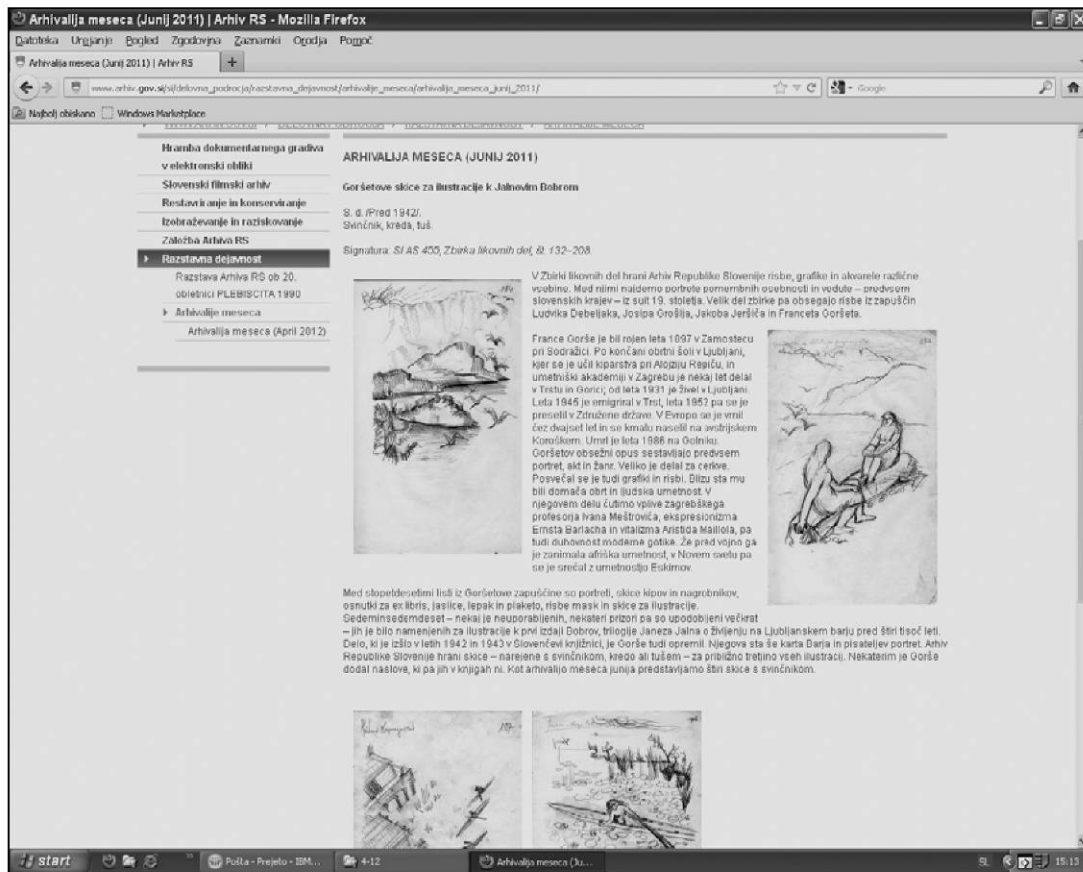 Arhivalija meseca (Junij 2011) | Arhiv RS - Mozilla Firefox
Datoteka Urejanje Pogled Zgodovina Zaznamki Orodja Pomoč
Arhivalija meseca (Junij 2011) | Arhiv RS
www.arhiv.gov.si/si/delovna_podrocja/razstavna_dejavnost/arhivalije_meseca/arhivalija_meseca_junij_2011/
Google
Najbolj obiskano Windows Marketplace
WWW.ARHIV.GOV.SI / DELOVNA PODROČJA / RAZSTAVNA DEJAVNOST / ARHIVALIJE MESECA
Hramba dokumentarnega gradiva
v elektronski obliki
Slovenski filmski arhiv
Restavriranje in konserviranje
Izobraževanje in raziskovanje
Založba Arhiva RS
Razstavna dejavnost
Razstava Arhiva RS ob 20.
obletnici PLEBISCITA 1990
Arhivalije meseca
Arhivalija meseca (April 2012)
ARHIVALIJA MESECA (JUNIJ 2011)
Goršetove skice za ilustracije k Jalnovim Bobrom
S. d. /Pred 1942/.
Svinčnik, kreda, tuš.
Signatura: SI AS 455, Zbirka likovnih del, št. 132–208.
V Zbirki likovnih del hrani Arhiv Republike Slovenije risbe, grafike in akvarele različne
vsebine. Med njimi najdemo portrete pomembnih osebnosti in vedute – predvsem
slovenskih krajev – iz suit 19. stoletja. Velik del zbirke pa obsegajo risbe iz zapuščin
Ludvika Debeljaka, Josipa Grošlja, Jakoba Jeršiča in Franceta Goršeta.
France Gorše je bil rojen leta 1897 v Zamostecu
pri Sodražici. Po končani obrtni šoli v Ljubljani,
kjer se je učil kiparstva pri Alojziju Repiču, in
umetniški akademiji v Zagrebu je nekaj let delal
v Trstu in Gorici; od leta 1931 je živel v Ljubljani.
Leta 1945 je emigriral v Trst, leta 1952 pa se je
preselil v Združene države. V Evropo se je vrnil
čez dvajset let in se kmalu naselil na avstrijskem
Koroškem. Umrl je leta 1986 na Golniku.
Goršetov obsežni opus sestavljajo predvsem
portret, akt in žanr. Veliko je delal za cerkve.
Posvečal se je tudi grafiki in risbi. Blizu sta mu
bili domača obrt in ljudska umetnost. V
njegovem delu čutimo vplive zagrebškega
profesorja Ivana Meštrovića, ekspresionizma
Ernsta Barlacha in vitalizma Aristida Maillola, pa
tudi duhovnost moderne gotike. Že pred vojno ga
je zanimala afriška umetnost, v Novem svetu pa
se je srečal z umetnostjo Eskimov.
Med stopetdesetimi listi iz Goršetove zapuščine so portreti, skice kipov in nagrobnikov,
osnutki za ex libris, jaslice, lepak in plaketo, risbe mask in skice za ilustracije.
Sedeminsedemdeset – nekaj je neuporabljenih, nekateri prizori pa so upodobljeni večkrat
– jih je bilo namenjenih za ilustracije k prvi izdaji Bobrov, trilogije Janeza Jalna o življenju na Ljubljanskem barju pred štiri tisoč leti.
Delo, ki je izšlo v letih 1942 in 1943 v Slovenčevi knjižnici, je Gorše tudi opremil. Njegova sta še karta Barja in pisateljev portret. Arhiv
Republike Slovenije hrani skice – narejene s svinčnikom, kredo ali tušem – za približno tretjino vseh ilustracij. Nekaterim je Gorše
dodal naslove, ki pa jih v knjigah ni. Kot arhivalijo meseca junija predstavljamo štiri skice s svinčnikom.
start
Pošta - Prejeto - IBM...
4-12
Arhivalija meseca (Ju...
SL
15:13